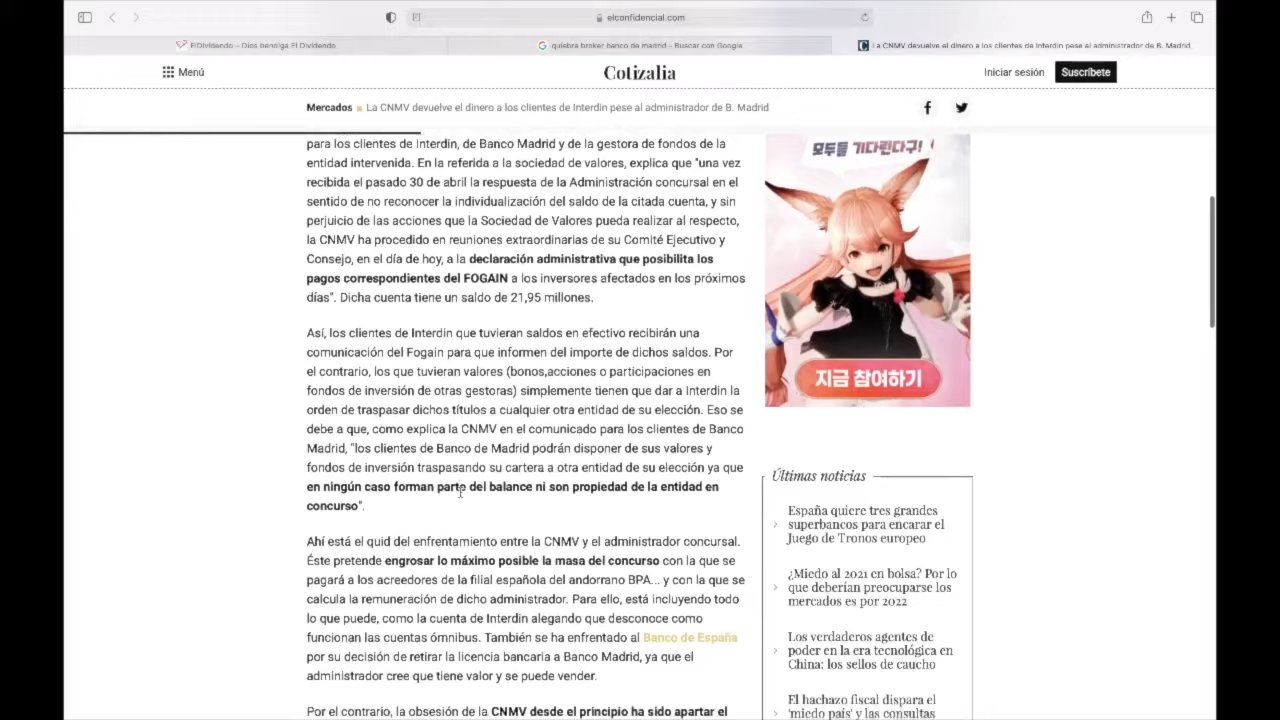 elconfidencial.com
ElDividendo – Dios bendiga El Dividendo
quiebra broker banco de madrid - Buscar con Google
La CNMV devuelve el dinero a los clientes de Interdin pese al administrador de B. Madrid
Menú
Cotizalia
Iniciar sesión
Suscríbete
Mercados
La CNMV devuelve el dinero a los clientes de Interdin pese al administrador de B. Madrid
para los clientes de Interdin, de Banco Madrid y de la gestora de fondos de la
entidad intervenida. En la referida a la sociedad de valores, explica que "una vez
recibida el pasado 30 de abril la respuesta de la Administración concursal en el
sentido de no reconocer la individualización del saldo de la citada cuenta, y sin
perjuicio de las acciones que la Sociedad de Valores pueda realizar al respecto,
la CNMV ha procedido en reuniones extraordinarias de su Comité Ejecutivo y
Consejo, en el día de hoy, a la declaración administrativa que posibilita los
pagos correspondientes del FOGAIN a los inversores afectados en los próximos
días". Dicha cuenta tiene un saldo de 21,95 millones.
Así, los clientes de Interdin que tuvieran saldos en efectivo recibirán una
comunicación del Fogain para que informen del importe de dichos saldos. Por
el contrario, los que tuvieran valores (bonos,acciones o participaciones en
fondos de inversión de otras gestoras) simplemente tienen que dar a Interdin la
orden de traspasar dichos títulos a cualquier otra entidad de su elección. Eso se
debe a que, como explica la CNMV en el comunicado para los clientes de Banco
Madrid, "los clientes de Banco de Madrid podrán disponer de sus valores y
fondos de inversión traspasando su cartera a otra entidad de su elección ya que
en ningún caso forman parte del balance ni son propiedad de la entidad en
concurso".
Ahí está el quid del enfrentamiento entre la CNMV y el administrador concursal.
Éste pretende engrosar lo máximo posible la masa del concurso con la que se
pagará a los acreedores de la filial española del andorrano BPA... y con la que se
calcula la remuneración de dicho administrador. Para ello, está incluyendo todo
lo que puede, como la cuenta de Interdin alegando que desconoce como
funcionan las cuentas ómnibus. También se ha enfrentado al Banco de España
por su decisión de retirar la licencia bancaria a Banco Madrid, ya que el
administrador cree que tiene valor y se puede vender.
Por el contrario, la obsesión de la CNMV desde el principio ha sido apartar el
모두들 기다린다구!
지금 참여하기
Últimas noticias
España quiere tres grandes
superbancos para encarar el
Juego de Tronos europeo
¿Miedo al 2021 en bolsa? Por lo
que deberían preocuparse los
mercados es por 2022
Los verdaderos agentes de
poder en la era tecnológica en
China: los sellos de caucho
El hachazo fiscal dispara el
'miedo país' y las consultas